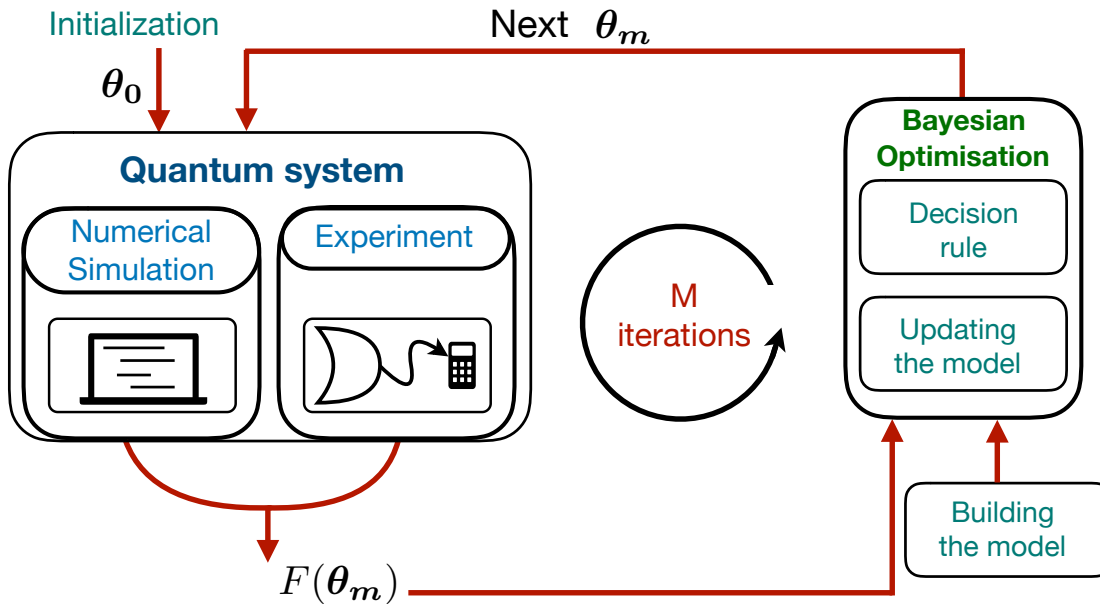 Initialization
Next θₘ
θ₀
Quantum system
Numerical
Simulation
Experiment
M
iterations
Bayesian
Optimisation
Decision
rule
Updating
the model
Building
the model
F(θₘ)